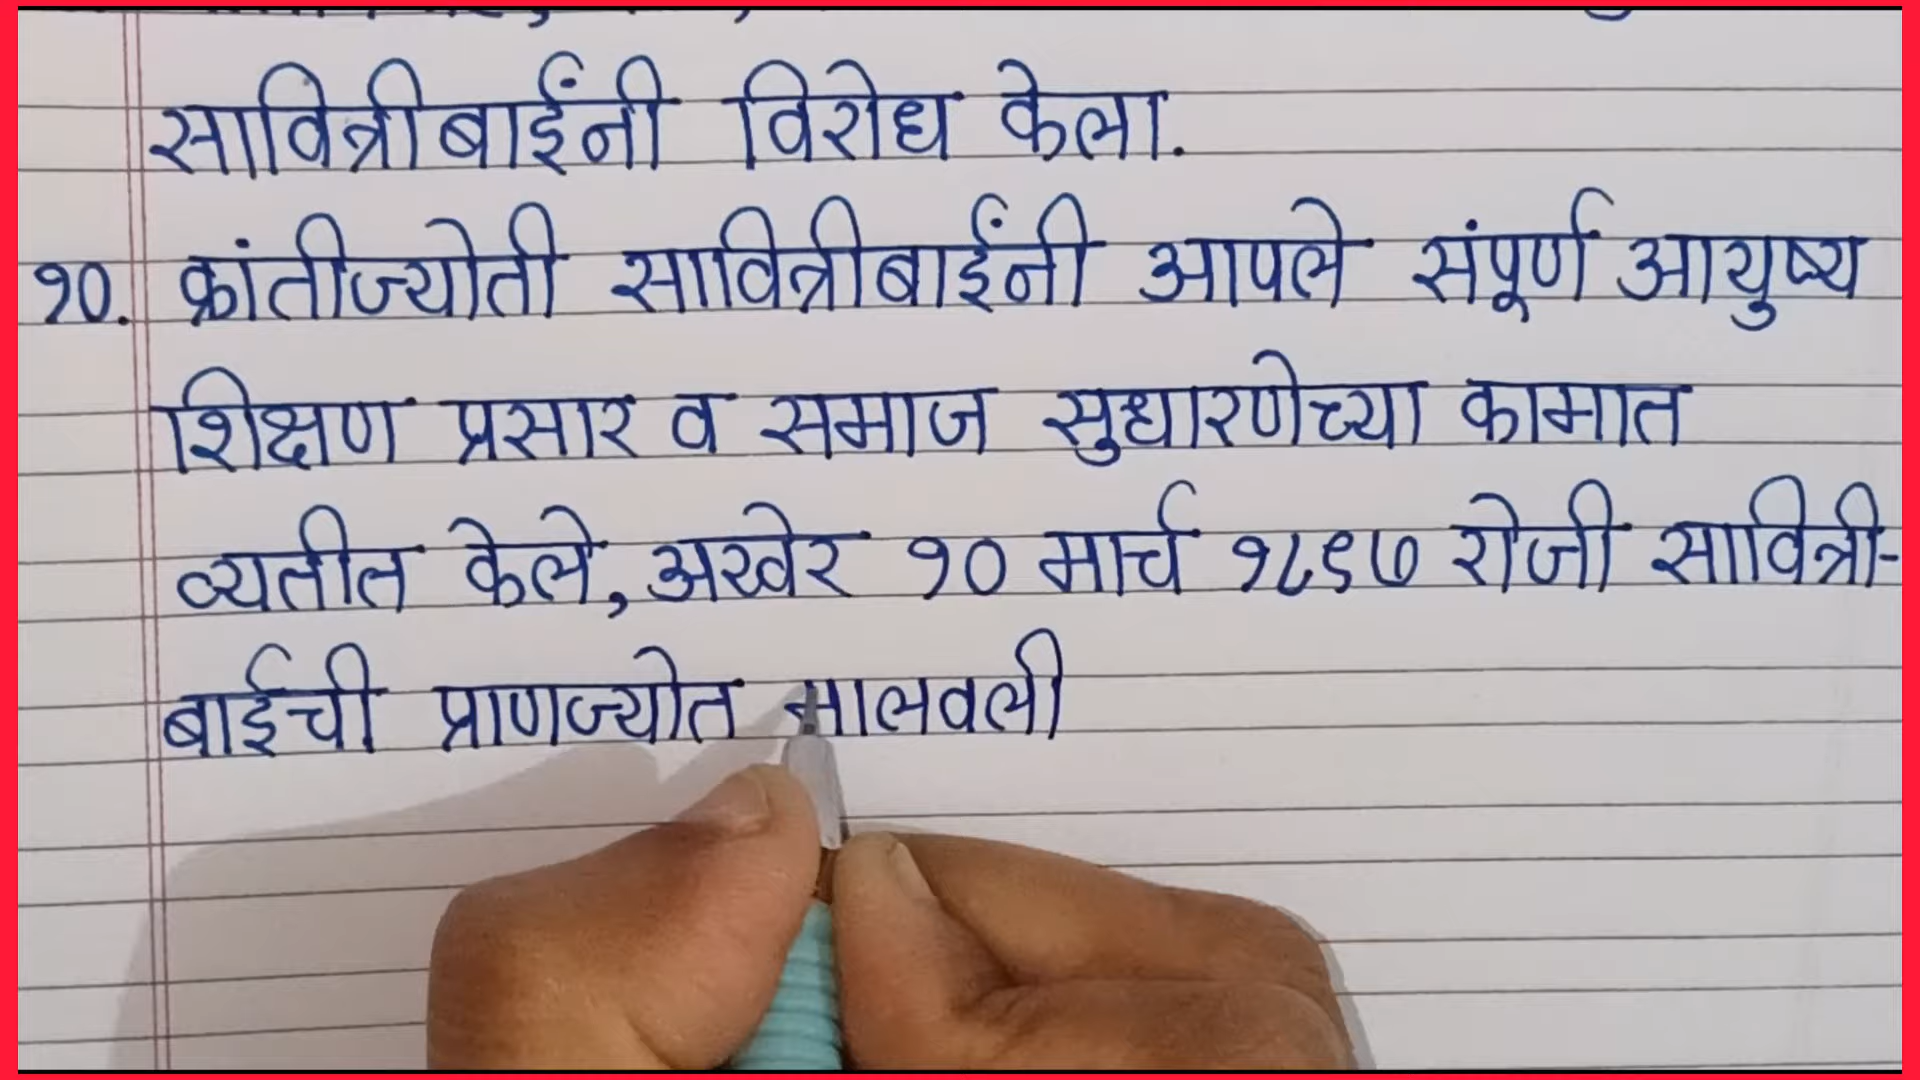 सावित्रीबाईंनी विरोध केला.
१०. क्रांतीज्योती सावित्रीबाईंनी आपले संपूर्ण आयुष्य
शिक्षण प्रसार व समाज सुधारणेच्या कामात
व्यतीत केले, अखेर १० मार्च १८९७ रोजी सावित्री-
बाईची प्राणज्योत मालवली